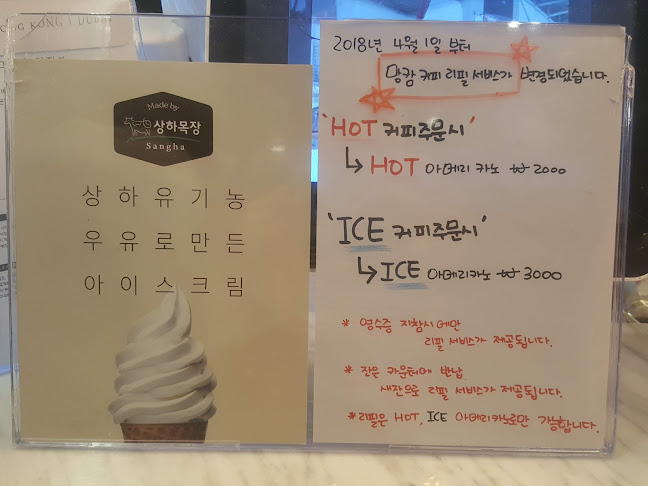 CONG KONG I DUBAI
Made by
상하목장
Sangha
상하유기농
우유로만든
아이스크림
2018년 4월 1일 부터
망캄 커피 리필 서비스가 변경되었습니다.
'HOT 커피주문시'
↳ HOT 아메리카노 ₩2000
'ICE 커피주문시'
↳ ICE 아메리카노 ₩3000
* 영수증 지참시에만
리필 서비스가 제공됩니다.
* 잔은 카운터에 반납
새잔으로 리필 서비스가 제공됩니다.
* 리필은 HOT, ICE 아메리카노로만 가능합니다.